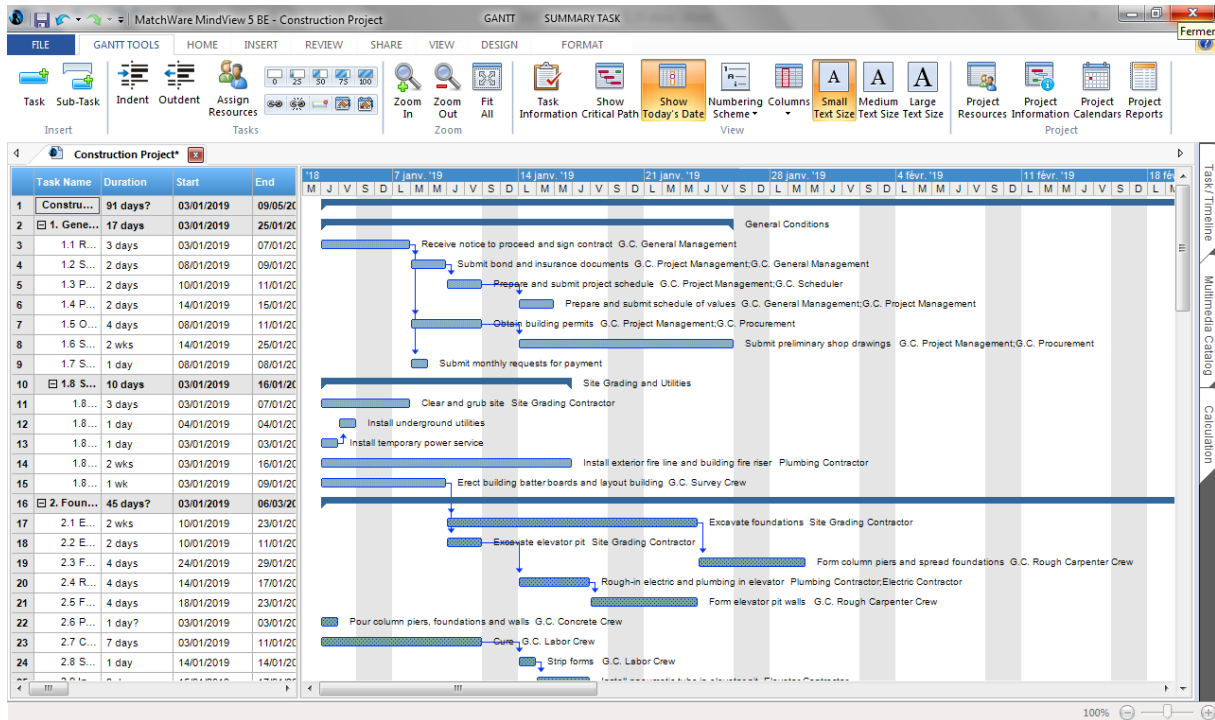 MatchWare MindView 5 BE - Construction Project GANTT SUMMARY TASK
Fermer
FILE GANTT TOOLS HOME INSERT REVIEW SHARE VIEW DESIGN FORMAT
Task Sub-Task Indent Outdent Assign Resources 0 25 50 75 100 Zoom In Zoom Out Fit All Task Information Show Critical Path Show Today's Date Numbering Scheme Columns Small Text Size Medium Text Size Large Text Size Project Resources Project Information Project Calendars Project Reports
Insert Tasks Zoom View Project
Construction Project*
Task Name Duration Start End '18 7 janv. '19 14 janv. '19 21 janv. '19 28 janv. '19 4 févr. '19 11 févr. '19
M J V S D L M M J V S D L M M J V S D L M M J V S D L M M J V S D L M M J V S D L M M J V S D L
1 Constru... 91 days? 03/01/2019 09/05/20
2 1. Gene... 17 days 03/01/2019 25/01/20 General Conditions
3 1.1 R... 3 days 03/01/2019 07/01/20 Receive notice to proceed and sign contract G.C. General Management
4 1.2 S... 2 days 08/01/2019 09/01/20 Submit bond and insurance documents G.C. Project Management;G.C. General Management
5 1.3 P... 2 days 10/01/2019 11/01/20 Prepare and submit project schedule G.C. Project Management;G.C. Scheduler
6 1.4 P... 2 days 14/01/2019 15/01/20 Prepare and submit schedule of values G.C. General Management;G.C. Project Management
7 1.5 O... 4 days 08/01/2019 11/01/20 Obtain building permits G.C. Project Management;G.C. Procurement
8 1.6 S... 2 wks 14/01/2019 25/01/20 Submit preliminary shop drawings G.C. Project Management;G.C. Procurement
9 1.7 S... 1 day 08/01/2019 08/01/20 Submit monthly requests for payment
10 1.8 S... 10 days 03/01/2019 16/01/20 Site Grading and Utilities
11 1.8... 3 days 03/01/2019 07/01/20 Clear and grub site Site Grading Contractor
12 1.8... 1 day 04/01/2019 04/01/20 Install underground utilities
13 1.8... 1 day 03/01/2019 03/01/20 Install temporary power service
14 1.8... 2 wks 03/01/2019 16/01/20 Install exterior fire line and building fire riser Plumbing Contractor
15 1.8... 1 wk 03/01/2019 09/01/20 Erect building batter boards and layout building G.C. Survey Crew
16 2. Foun... 45 days? 03/01/2019 06/03/20
17 2.1 E... 2 wks 10/01/2019 23/01/20 Excavate foundations Site Grading Contractor
18 2.2 E... 2 days 10/01/2019 11/01/20 Excavate elevator pit Site Grading Contractor
19 2.3 F... 4 days 24/01/2019 29/01/20 Form column piers and spread foundations G.C. Rough Carpenter Crew
20 2.4 R... 4 days 14/01/2019 17/01/20 Rough-in electric and plumbing in elevator Plumbing Contractor;Electric Contractor
21 2.5 F... 4 days 18/01/2019 23/01/20 Form elevator pit walls G.C. Rough Carpenter Crew
22 2.6 P... 1 day? 03/01/2019 03/01/20 Pour column piers, foundations and walls G.C. Concrete Crew
23 2.7 C... 7 days 03/01/2019 11/01/20 Cure G.C. Labor Crew
24 2.8 S... 1 day 14/01/2019 14/01/20 Strip forms G.C. Labor Crew
Task / Timeline
Multimedia Catalog
Calculation
100%